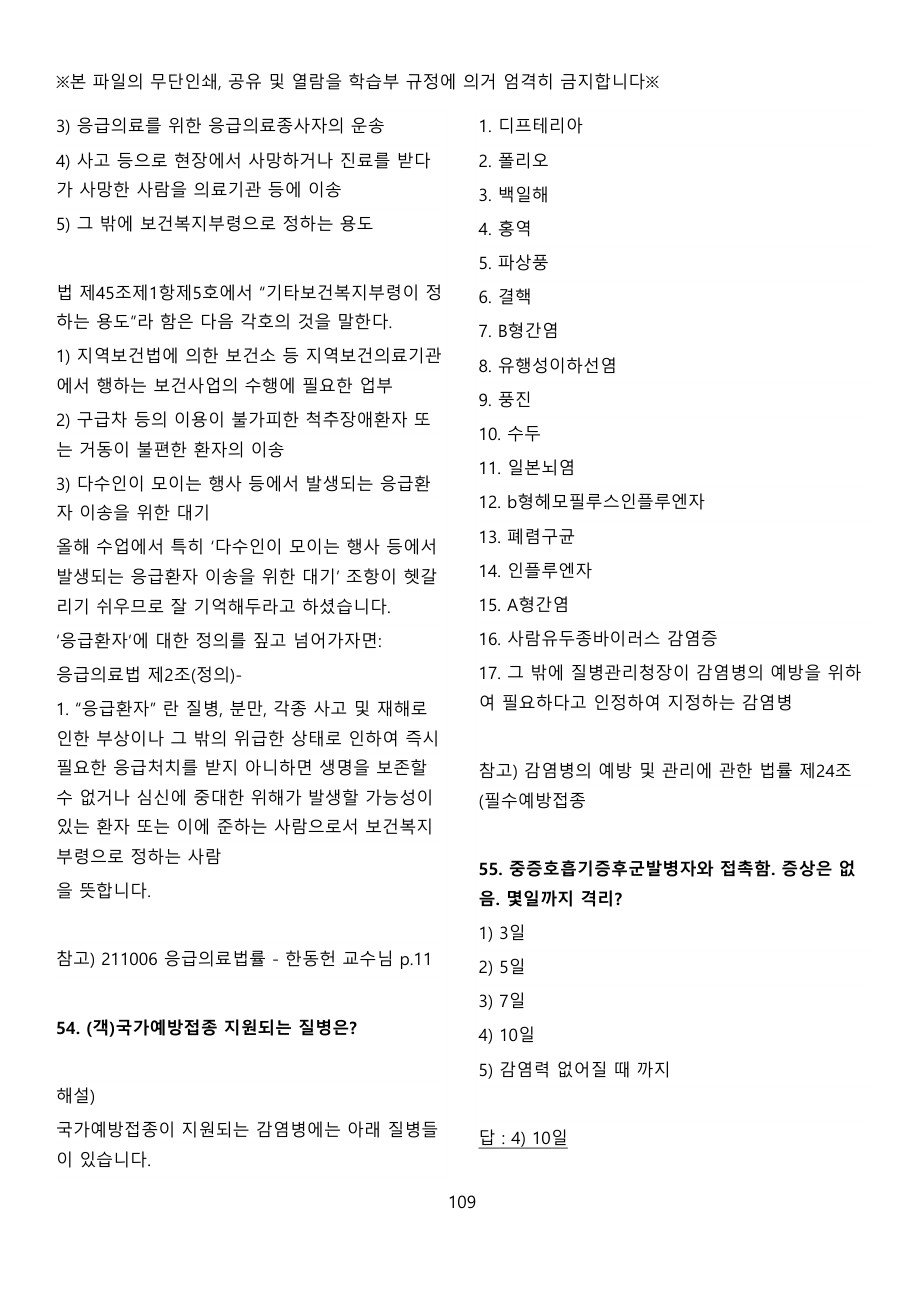 ※본 파일의 무단인쇄, 공유 및 열람을 학습부 규정에 의거 엄격히 금지합니다※
3) 응급의료를 위한 응급의료종사자의 운송
4) 사고 등으로 현장에서 사망하거나 진료를 받다
가 사망한 사람을 의료기관 등에 이송
5) 그 밖에 보건복지부령으로 정하는 용도
법 제45조제1항제5호에서 “기타보건복지부령이 정
하는 용도”라 함은 다음 각호의 것을 말한다.
1) 지역보건법에 의한 보건소 등 지역보건의료기관
에서 행하는 보건사업의 수행에 필요한 업부
2) 구급차 등의 이용이 불가피한 척추장애환자 또
는 거동이 불편한 환자의 이송
3) 다수인이 모이는 행사 등에서 발생되는 응급환
자 이송을 위한 대기
올해 수업에서 특히 ‘다수인이 모이는 행사 등에서
발생되는 응급환자 이송을 위한 대기’ 조항이 헷갈
리기 쉬우므로 잘 기억해두라고 하셨습니다.
‘응급환자‘에 대한 정의를 짚고 넘어가자면:
응급의료법 제2조(정의)-
1. “응급환자” 란 질병, 분만, 각종 사고 및 재해로
인한 부상이나 그 밖의 위급한 상태로 인하여 즉시
필요한 응급처치를 받지 아니하면 생명을 보존할
수 없거나 심신에 중대한 위해가 발생할 가능성이
있는 환자 또는 이에 준하는 사람으로서 보건복지
부령으로 정하는 사람
을 뜻합니다.
참고) 211006 응급의료법률 - 한동헌 교수님 p.11
54. (객)국가예방접종 지원되는 질병은?
해설)
국가예방접종이 지원되는 감염병에는 아래 질병들
이 있습니다.
1. 디프테리아
2. 폴리오
3. 백일해
4. 홍역
5. 파상풍
6. 결핵
7. B형간염
8. 유행성이하선염
9. 풍진
10. 수두
11. 일본뇌염
12. b형헤모필루스인플루엔자
13. 폐렴구균
14. 인플루엔자
15. A형간염
16. 사람유두종바이러스 감염증
17. 그 밖에 질병관리청장이 감염병의 예방을 위하
여 필요하다고 인정하여 지정하는 감염병
참고) 감염병의 예방 및 관리에 관한 법률 제24조
(필수예방접종
55. 중증호흡기증후군발병자와 접촉함. 증상은 없
음. 몇일까지 격리?
1) 3일
2) 5일
3) 7일
4) 10일
5) 감염력 없어질 때 까지
답 : 4) 10일
109